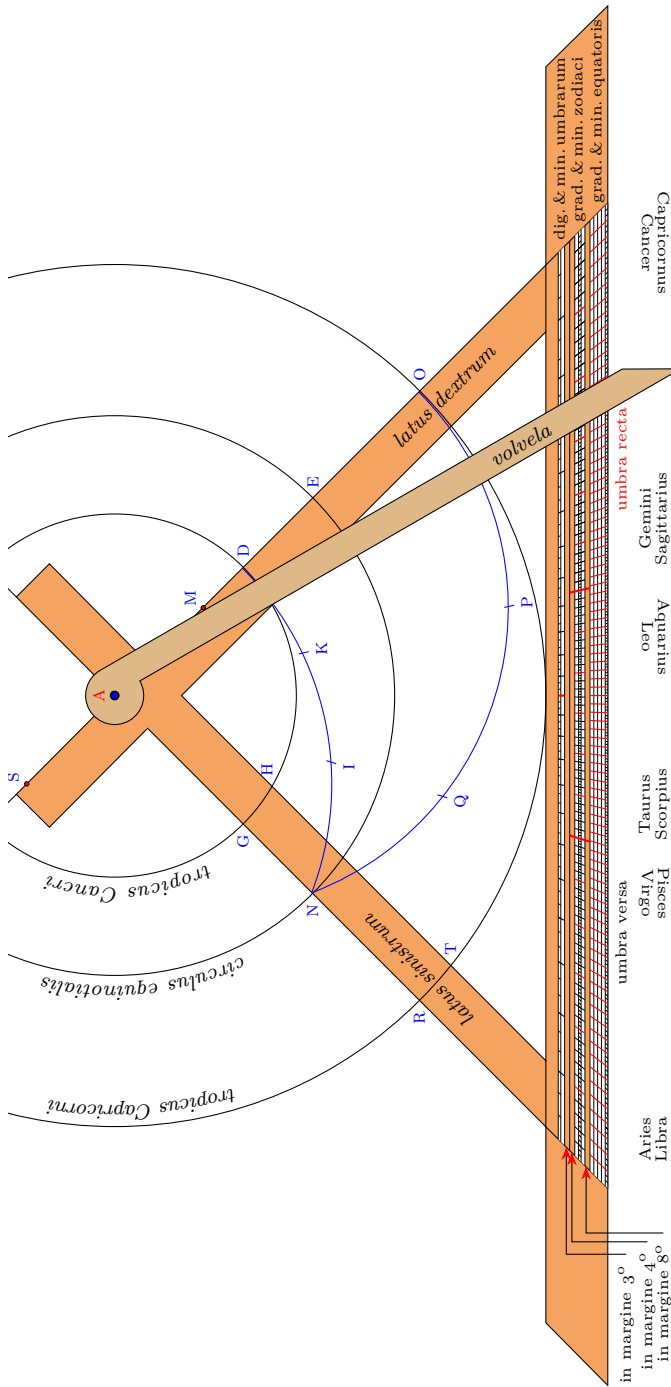 dig. & min. umbrarum
grad. & min. zodiaci
grad. & min. equatoris
Capricornus
Cancer
O
latus dextrum
volvela
umbra recta
E
D
M
K
P
Gemini
Sagittarius
Aquarius
Leo
A
S
H
I
G
Q
Taurus
Scorpius
tropicus Cancri
N
Pisces
Virgo
umbra versa
T
latus sinistrum
circulus equinotialis
R
tropicus Capricorni
Aries
Libra
in margine 3°
in margine 4°
in margine 8°